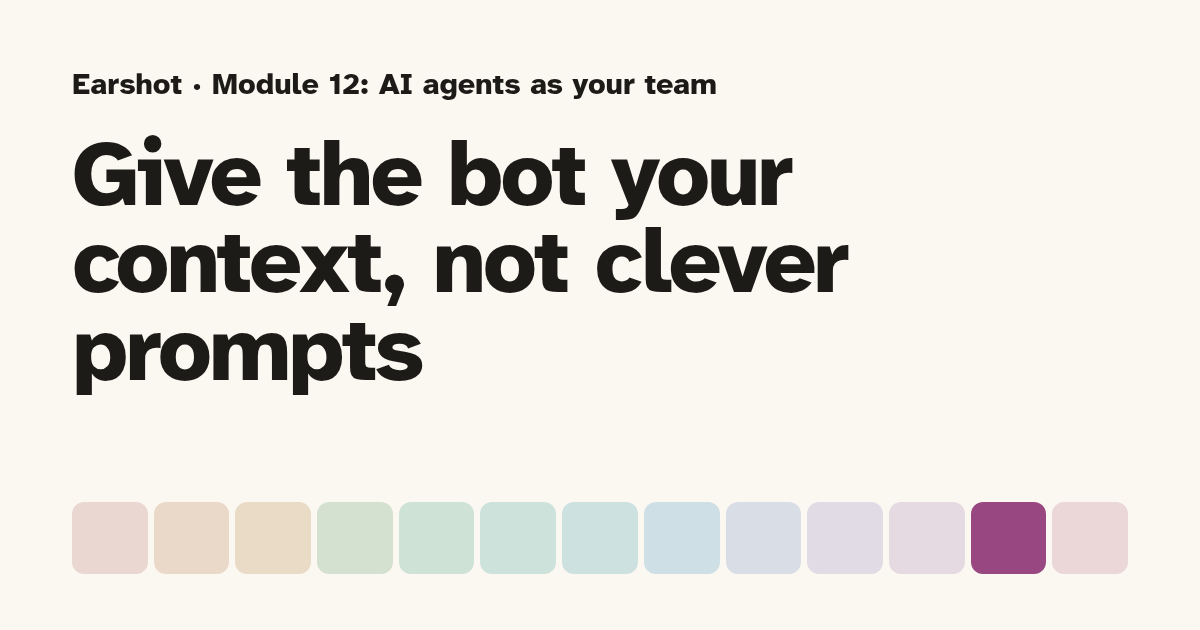 Earshot · Module 12: AI agents as your team
Give the bot your
context, not clever
prompts